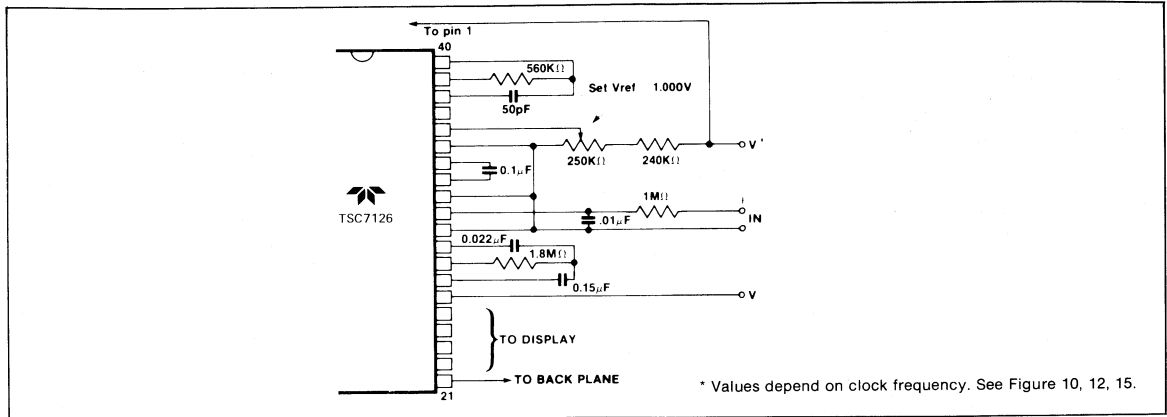 To pin 1
40
560KΩ
50pF
Set Vref 1.000V
250KΩ
240KΩ
V'
0.1μF
1MΩ
.01μF
IN
TSC7126
0.022μF
1.8MΩ
0.15μF
V
TO DISPLAY
TO BACK PLANE
21
* Values depend on clock frequency. See Figure 10, 12, 15.